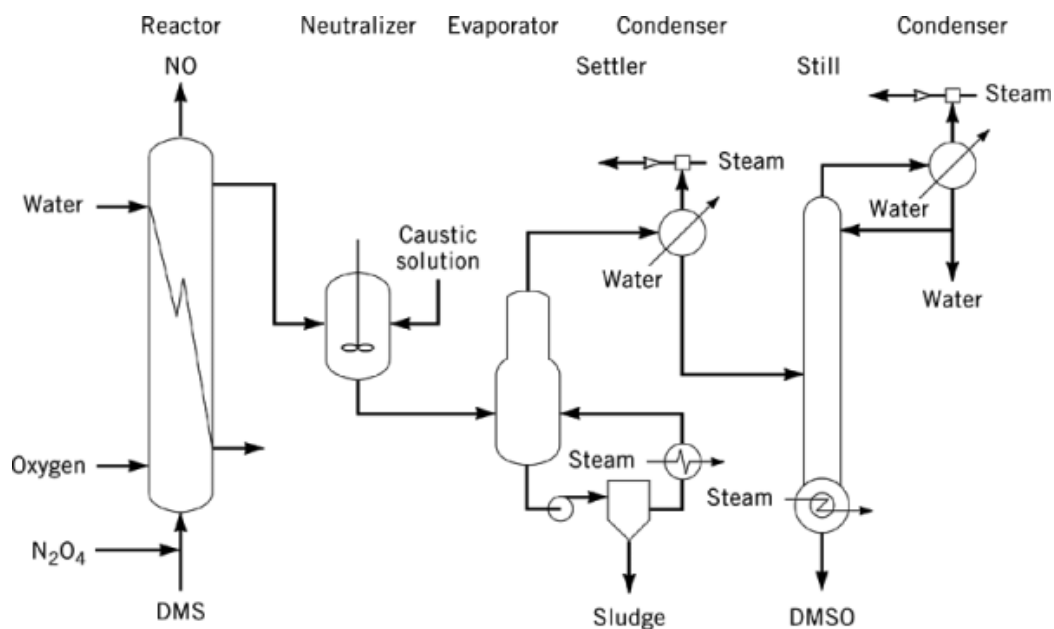 Reactor
Neutralizer
Evaporator
Condenser
Condenser
NO
Settler
Still
Steam
Steam
Water
Water
Caustic
solution
Water
Water
Oxygen
Steam
Steam
N₂O₄
DMS
Sludge
DMSO